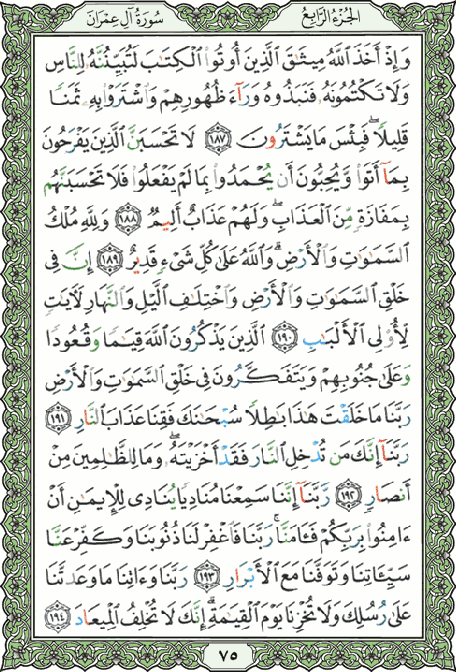 الجزء الرابع سورة آل عمران
وَإِذْ أَخَذَ ٱللَّهُ مِيثَٰقَ ٱلَّذِينَ أُوتُوا۟ ٱلْكِتَٰبَ لَتُبَيِّنُنَّهُۥ لِلنَّاسِ
وَلَا تَكْتُمُونَهُۥ فَنَبَذُوهُ وَرَآءَ ظُهُورِهِمْ وَٱشْتَرَوْا۟ بِهِۦ ثَمَنًا
قَلِيلًا ۖ فَبِئْسَ مَا يَشْتَرُونَ ١٨٧ لَا تَحْسَبَنَّ ٱلَّذِينَ يَفْرَحُونَ
بِمَآ أَتَوا۟ وَّيُحِبُّونَ أَن يُحْمَدُوا۟ بِمَا لَمْ يَفْعَلُوا۟ فَلَا تَحْسَبَنَّهُم
بِمَفَازَةٍ مِّنَ ٱلْعَذَابِ ۖ وَلَهُمْ عَذَابٌ أَلِيمٌ ١٨٨ وَلِلَّهِ مُلْكُ
ٱلسَّمَٰوَٰتِ وَٱلْأَرْضِ ۗ وَٱللَّهُ عَلَىٰ كُلِّ شَىْءٍ قَدِيرٌ ١٨٩ إِنَّ فِى
خَلْقِ ٱلسَّمَٰوَٰتِ وَٱلْأَرْضِ وَٱخْتِلَٰفِ ٱلَّيْلِ وَٱلنَّهَارِ لَءَايَٰتٍ
لِّأُو۟لِى ٱلْأَلْبَٰبِ ١٩٠ ٱلَّذِينَ يَذْكُرُونَ ٱللَّهَ قِيَٰمًا وَقُعُودًا
وَعَلَىٰ جُنُوبِهِمْ وَيَتَفَكَّرُونَ فِى خَلْقِ ٱلسَّمَٰوَٰتِ وَٱلْأَرْضِ
رَبَّنَا مَا خَلَقْتَ هَٰذَا بَٰطِلًا سُبْحَٰنَكَ فَقِنَا عَذَابَ ٱلنَّارِ ١٩١
رَبَّنَآ إِنَّكَ مَن تُدْخِلِ ٱلنَّارَ فَقَدْ أَخْزَيْتَهُۥ ۖ وَمَا لِلظَّٰلِمِينَ مِنْ
أَنصَارٍ ١٩٢ رَّبَّنَآ إِنَّنَا سَمِعْنَا مُنَادِيًا يُنَادِى لِلْإِيمَٰنِ أَنْ
ءَامِنُوا۟ بِرَبِّكُمْ فَـَٔامَنَّا ۚ رَبَّنَا فَٱغْفِرْ لَنَا ذُنُوبَنَا وَكَفِّرْ عَنَّا
سَيِّـَٔاتِنَا وَتَوَفَّنَا مَعَ ٱلْأَبْرَارِ ١٩٣ رَبَّنَا وَءَاتِنَا مَا وَعَدتَّنَا
عَلَىٰ رُسُلِكَ وَلَا تُخْزِنَا يَوْمَ ٱلْقِيَٰمَةِ ۗ إِنَّكَ لَا تُخْلِفُ ٱلْمِيعَادَ ١٩٤
٧٥